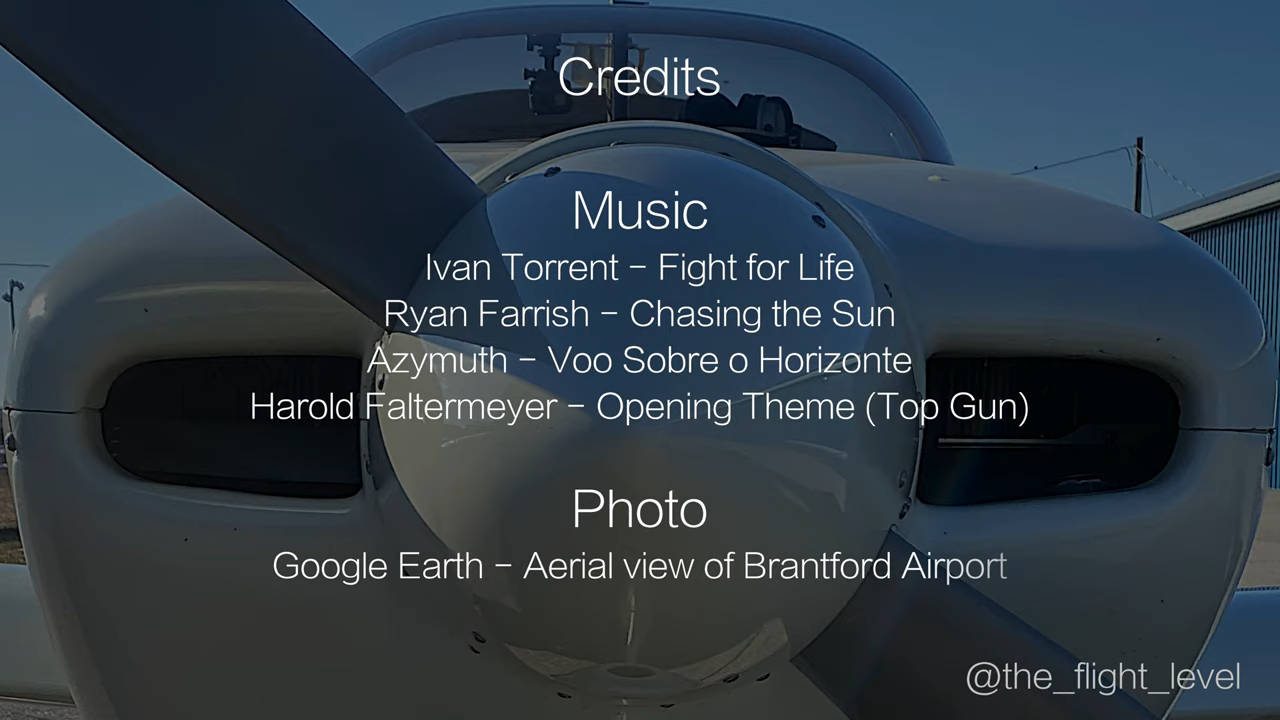 Credits
Music
Ivan Torrent – Fight for Life
Ryan Farrish – Chasing the Sun
Azymuth – Voo Sobre o Horizonte
Harold Faltermeyer – Opening Theme (Top Gun)
Photo
Google Earth – Aerial view of Brantford Airport
@the_flight_level